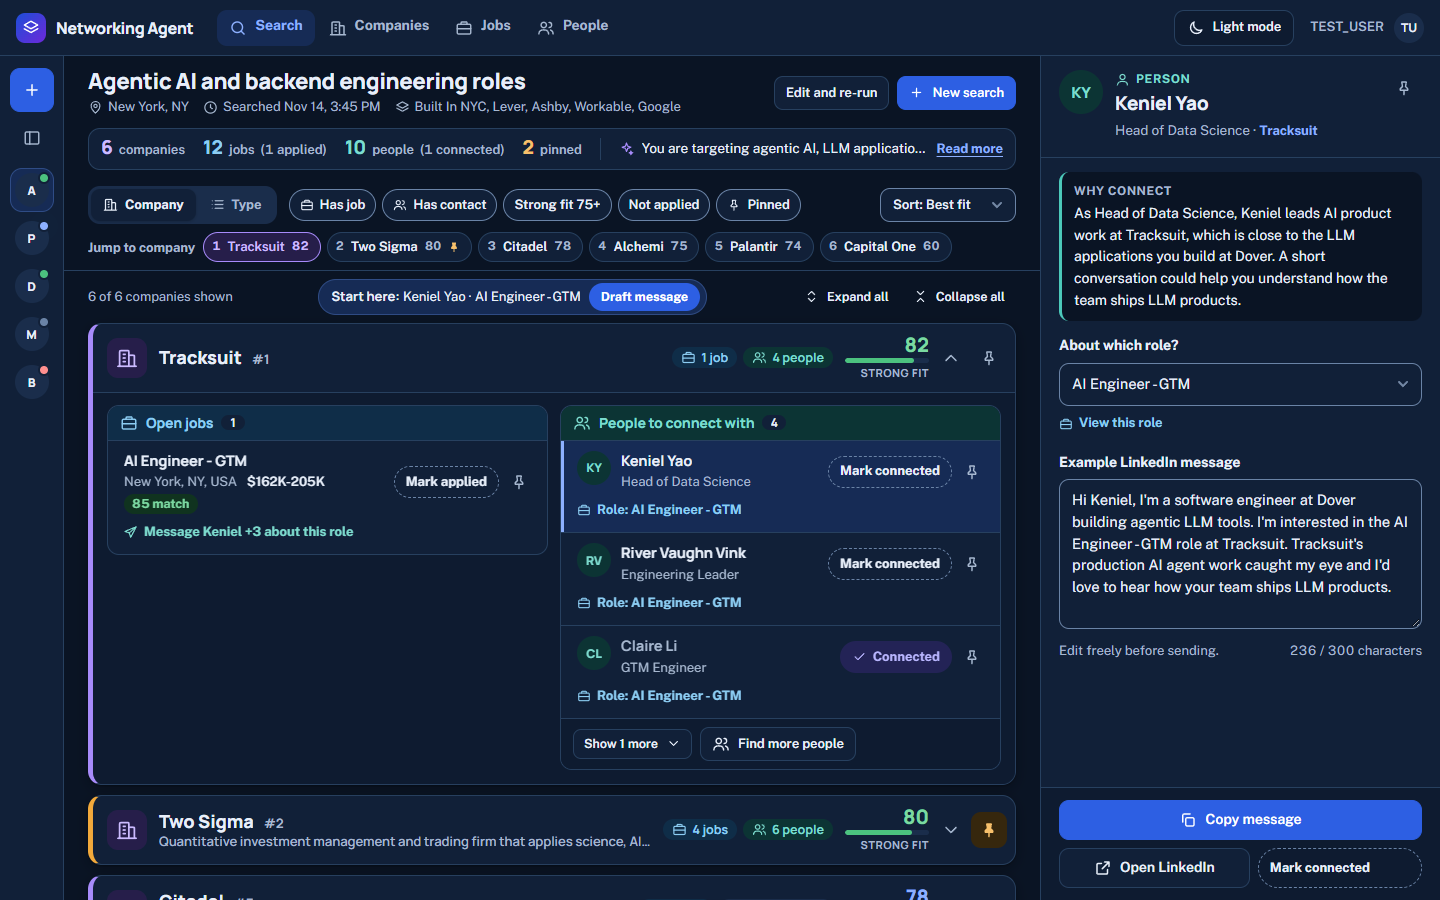 Networking Agent
Search
Companies
Jobs
People
Light mode
TEST_USER
TU
A
P
D
M
B
Agentic AI and backend engineering roles
New York, NY
Searched Nov 14, 3:45 PM
Built In NYC, Lever, Ashby, Workable, Google
Edit and re-run
New search
6 companies
12 jobs (1 applied)
10 people (1 connected)
2 pinned
You are targeting agentic AI, LLM applicatio...
Read more
Company
Type
Has job
Has contact
Strong fit 75+
Not applied
Pinned
Sort: Best fit
Jump to company
1 Tracksuit 82
2 Two Sigma 80
3 Citadel 78
4 Alchemi 75
5 Palantir 74
6 Capital One 60
6 of 6 companies shown
Start here: Keniel Yao · AI Engineer - GTM
Draft message
Expand all
Collapse all
Tracksuit #1
1 job
4 people
82
STRONG FIT
Open jobs 1
AI Engineer - GTM
New York, NY, USA $162K-205K
85 match
Message Keniel +3 about this role
Mark applied
People to connect with 4
KY
Keniel Yao
Head of Data Science
Role: AI Engineer - GTM
Mark connected
RV
River Vaughn Vink
Engineering Leader
Role: AI Engineer - GTM
Mark connected
CL
Claire Li
GTM Engineer
Role: AI Engineer - GTM
Connected
Show 1 more
Find more people
Two Sigma #2
Quantitative investment management and trading firm that applies science, AI...
4 jobs
6 people
80
STRONG FIT
Citadel
78
KY
PERSON
Keniel Yao
Head of Data Science · Tracksuit
WHY CONNECT
As Head of Data Science, Keniel leads AI product
work at Tracksuit, which is close to the LLM
applications you build at Dover. A short
conversation could help you understand how the
team ships LLM products.
About which role?
AI Engineer - GTM
View this role
Example LinkedIn message
Hi Keniel, I'm a software engineer at Dover
building agentic LLM tools. I'm interested in the AI
Engineer - GTM role at Tracksuit. Tracksuit's
production AI agent work caught my eye and I'd
love to hear how your team ships LLM products.
Edit freely before sending.
236 / 300 characters
Copy message
Open LinkedIn
Mark connected